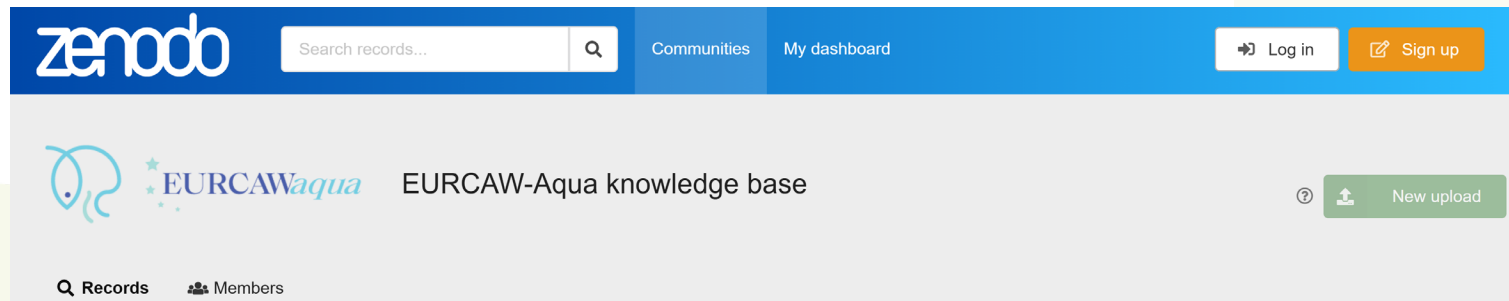 zenodo Search records... Communities My dashboard Log in Sign up
EURCAWaqua EURCAW-Aqua knowledge base
New upload
Records Members